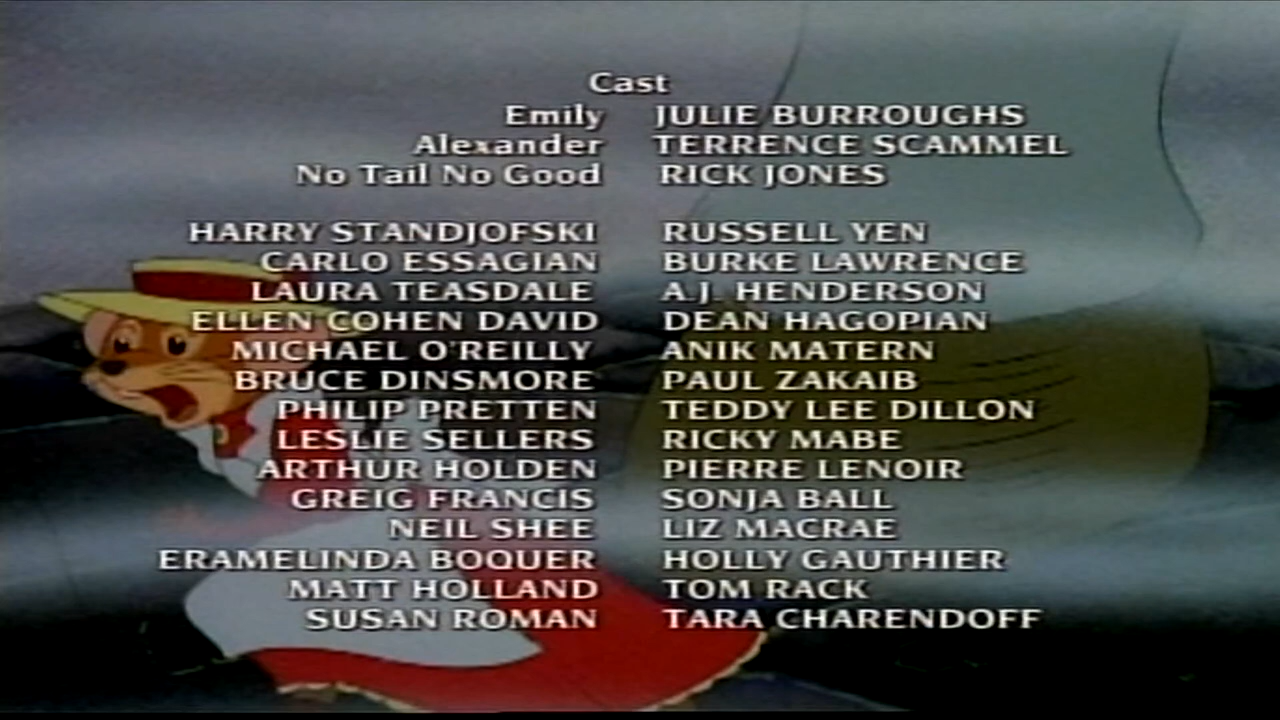 Cast
Emily JULIE BURROUGHS
Alexander TERRENCE SCAMMEL
No Tail No Good RICK JONES
HARRY STANDJOFSKI RUSSELL YEN
CARLO ESSAGIAN BURKE LAWRENCE
LAURA TEASDALE A.J. HENDERSON
ELLEN COHEN DAVID DEAN HAGOPIAN
MICHAEL O'REILLY ANIK MATERN
BRUCE DINSMORE PAUL ZAKAIB
PHILIP PRETTEN TEDDY LEE DILLON
LESLIE SELLERS RICKY MABE
ARTHUR HOLDEN PIERRE LENOIR
GREIG FRANCIS SONJA BALL
NEIL SHEE LIZ MACRAE
ERAMELINDA BOQUER HOLLY GAUTHIER
MATT HOLLAND TOM RACK
SUSAN ROMAN TARA CHARENDOFF